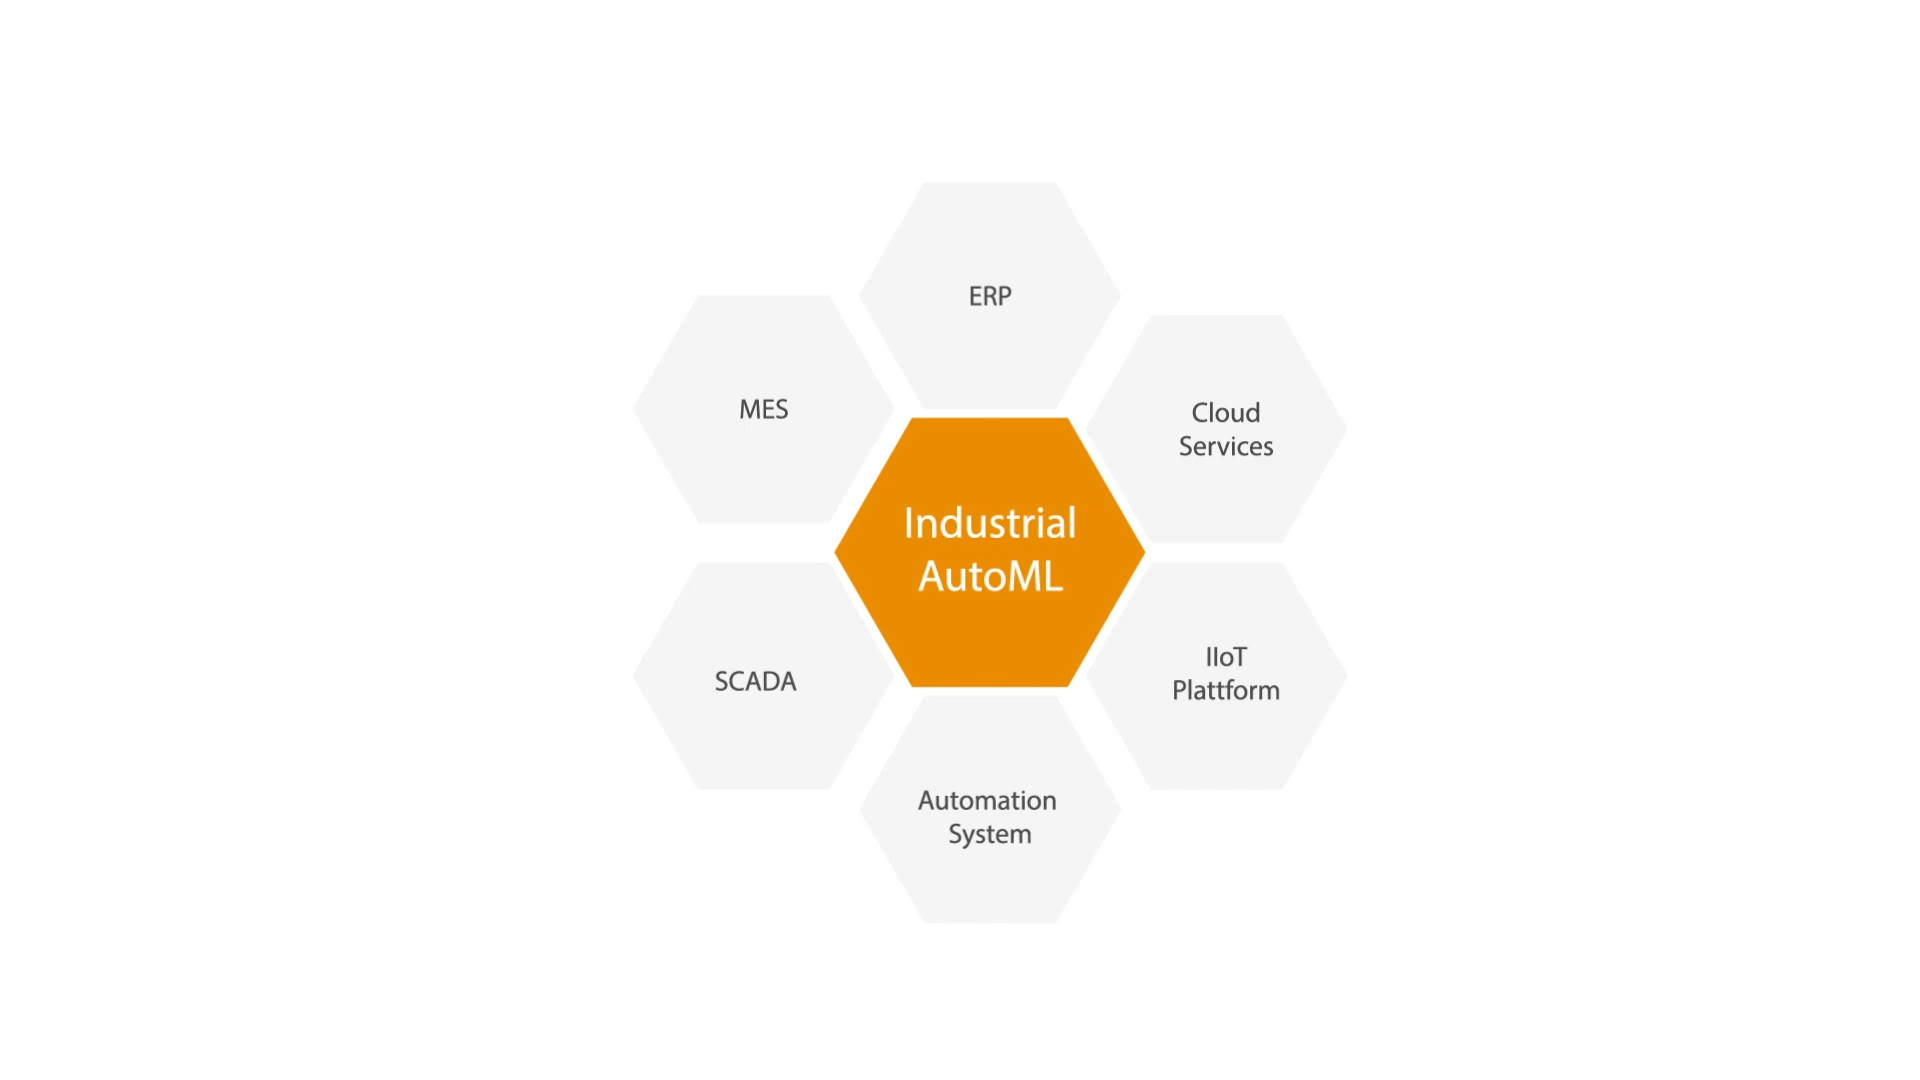 ERP
MES
Cloud
Services
Industrial
AutoML
IIoT
Plattform
SCADA
Automation
System